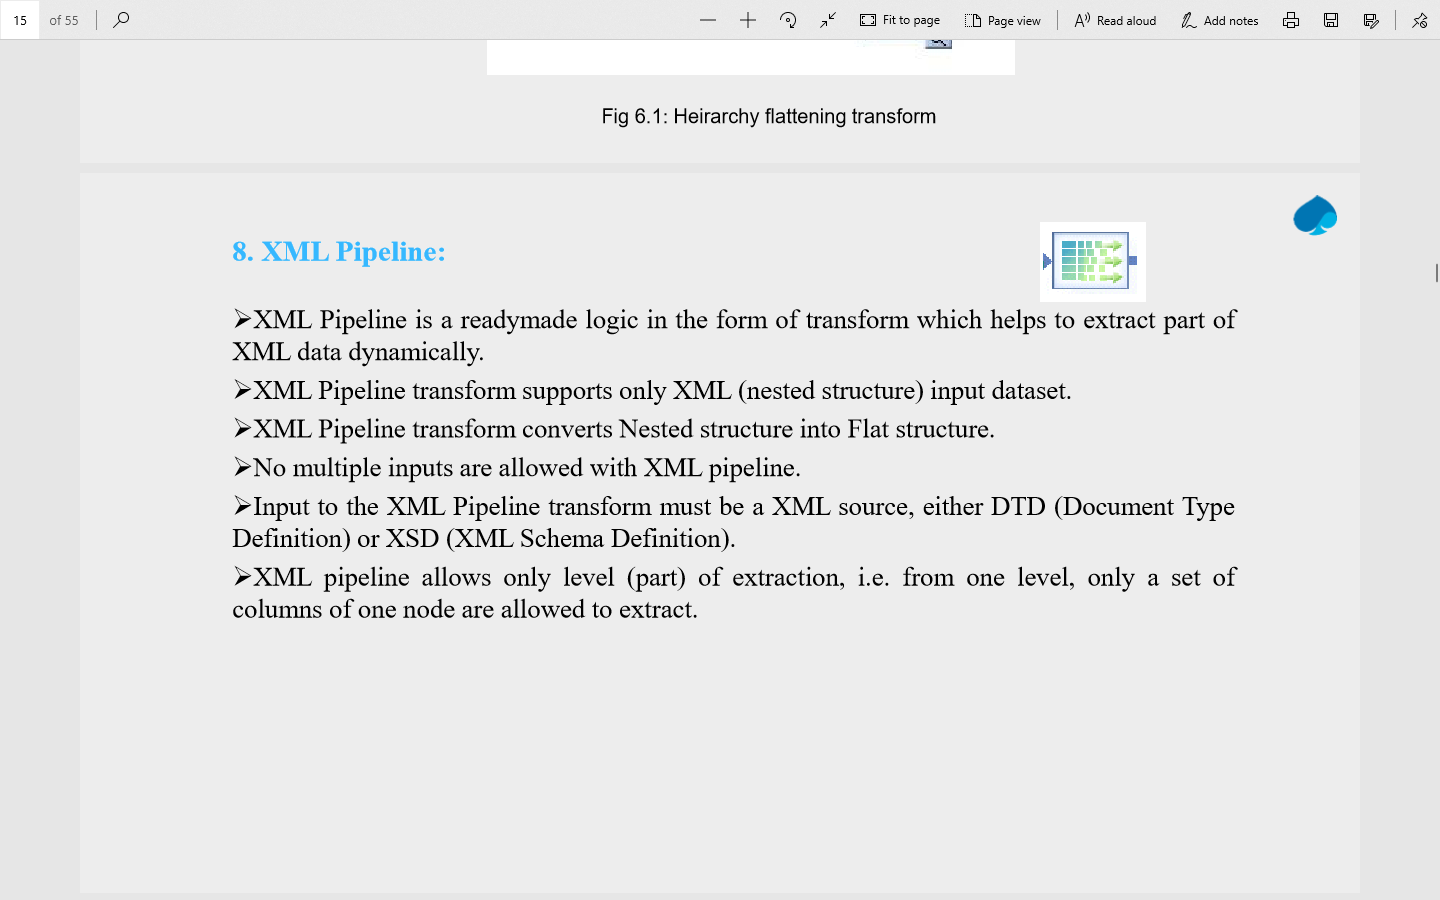 15 of 55 Fit to page Page view Read aloud Add notes
Fig 6.1: Heirarchy flattening transform
8. XML Pipeline:
➢XML Pipeline is a readymade logic in the form of transform which helps to extract part of
XML data dynamically.
➢XML Pipeline transform supports only XML (nested structure) input dataset.
➢XML Pipeline transform converts Nested structure into Flat structure.
➢No multiple inputs are allowed with XML pipeline.
➢Input to the XML Pipeline transform must be a XML source, either DTD (Document Type
Definition) or XSD (XML Schema Definition).
➢XML pipeline allows only level (part) of extraction, i.e. from one level, only a set of
columns of one node are allowed to extract.